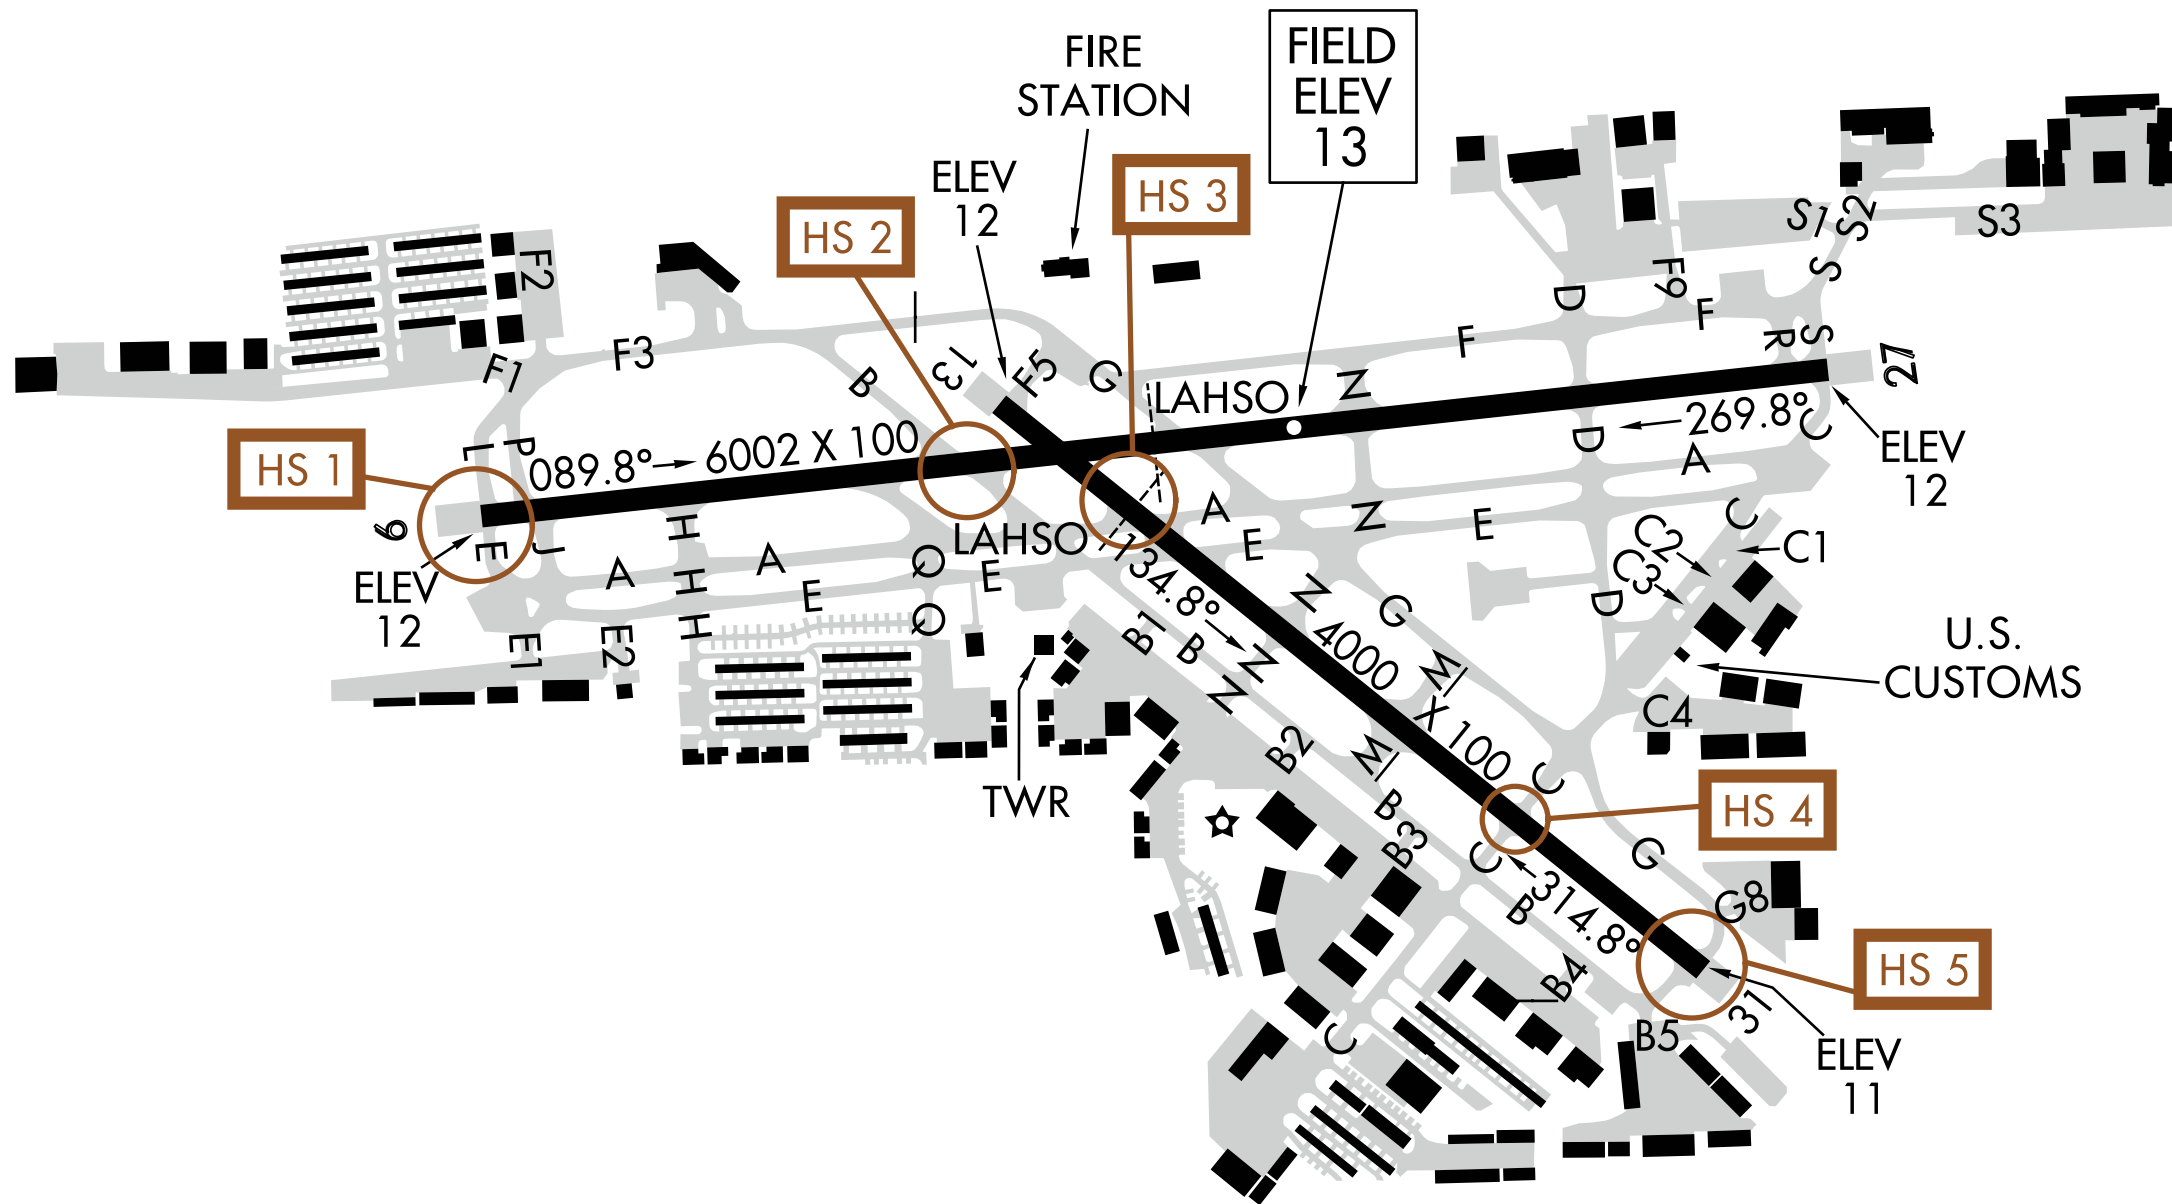 FIRE
STATION
FIELD
ELEV
13
ELEV
12
HS 3
HS 2
S1
S2
S3
S
F2
F9
D
F
F
F1
F3
B
13
F5
G
LAHSO
N
R
S
27
L
P
089.8°
6002 X 100
D
269.8°
C
A
ELEV
12
HS 1
9
E
J
H
A
H
A
H
E
Q
Q
E
LAHSO
A
E
N
E
C
C2
C1
C3
D
ELEV
12
E1
E2
134.8°
N
G
B1
B
N
N
4000 X 100
M
M
U.S.
CUSTOMS
C4
TWR
B2
B
B3
C
C
HS 4
G
G8
314.8°
B
B4
HS 5
C
B5
31
ELEV
11